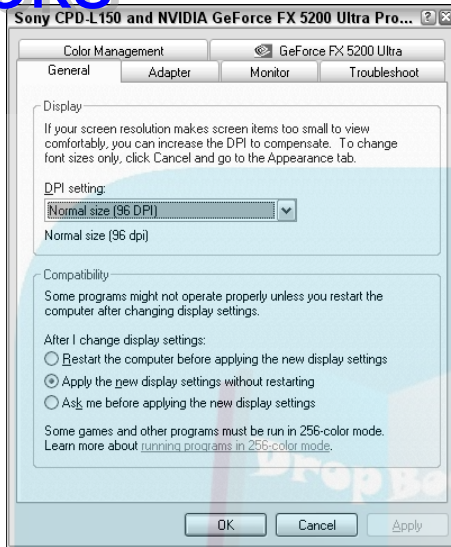 Sony CPD-L150 and NVIDIA GeForce FX 5200 Ultra Pro...
Color Management
GeForce FX 5200 Ultra
General
Adapter
Monitor
Troubleshoot
Display
If your screen resolution makes screen items too small to view
comfortably, you can increase the DPI to compensate. To change
font sizes only, click Cancel and go to the Appearance tab.
DPI setting:
Normal size (96 DPI)
Normal size (96 dpi)
Compatibility
Some programs might not operate properly unless you restart the
computer after changing display settings.
After I change display settings:
Restart the computer before applying the new display settings
Apply the new display settings without restarting
Ask me before applying the new display settings
Some games and other programs must be run in 256-color mode.
Learn more about running programs in 256-color mode.
Drop Bo
OK
Cancel
Apply